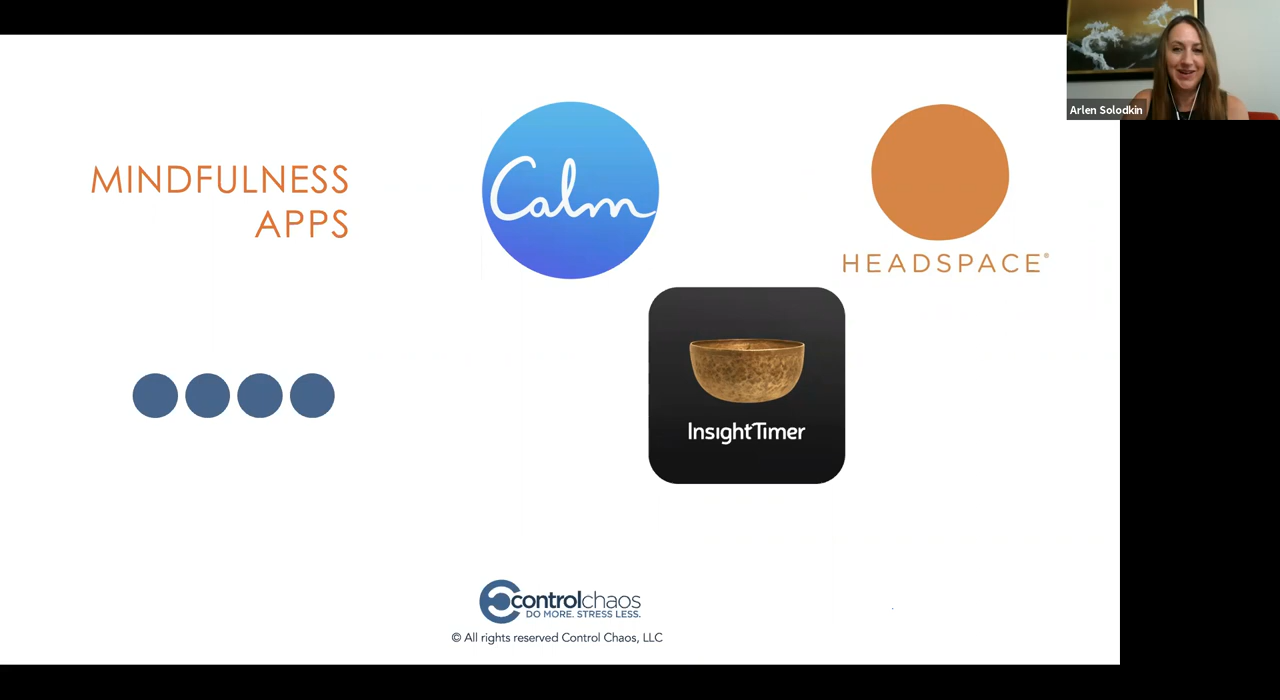 Arlen Solodkin
MINDFULNESS
APPS
Calm
HEADSPACE®
InsightTimer
controlchaos
DO MORE. STRESS LESS.
© All rights reserved Control Chaos, LLC